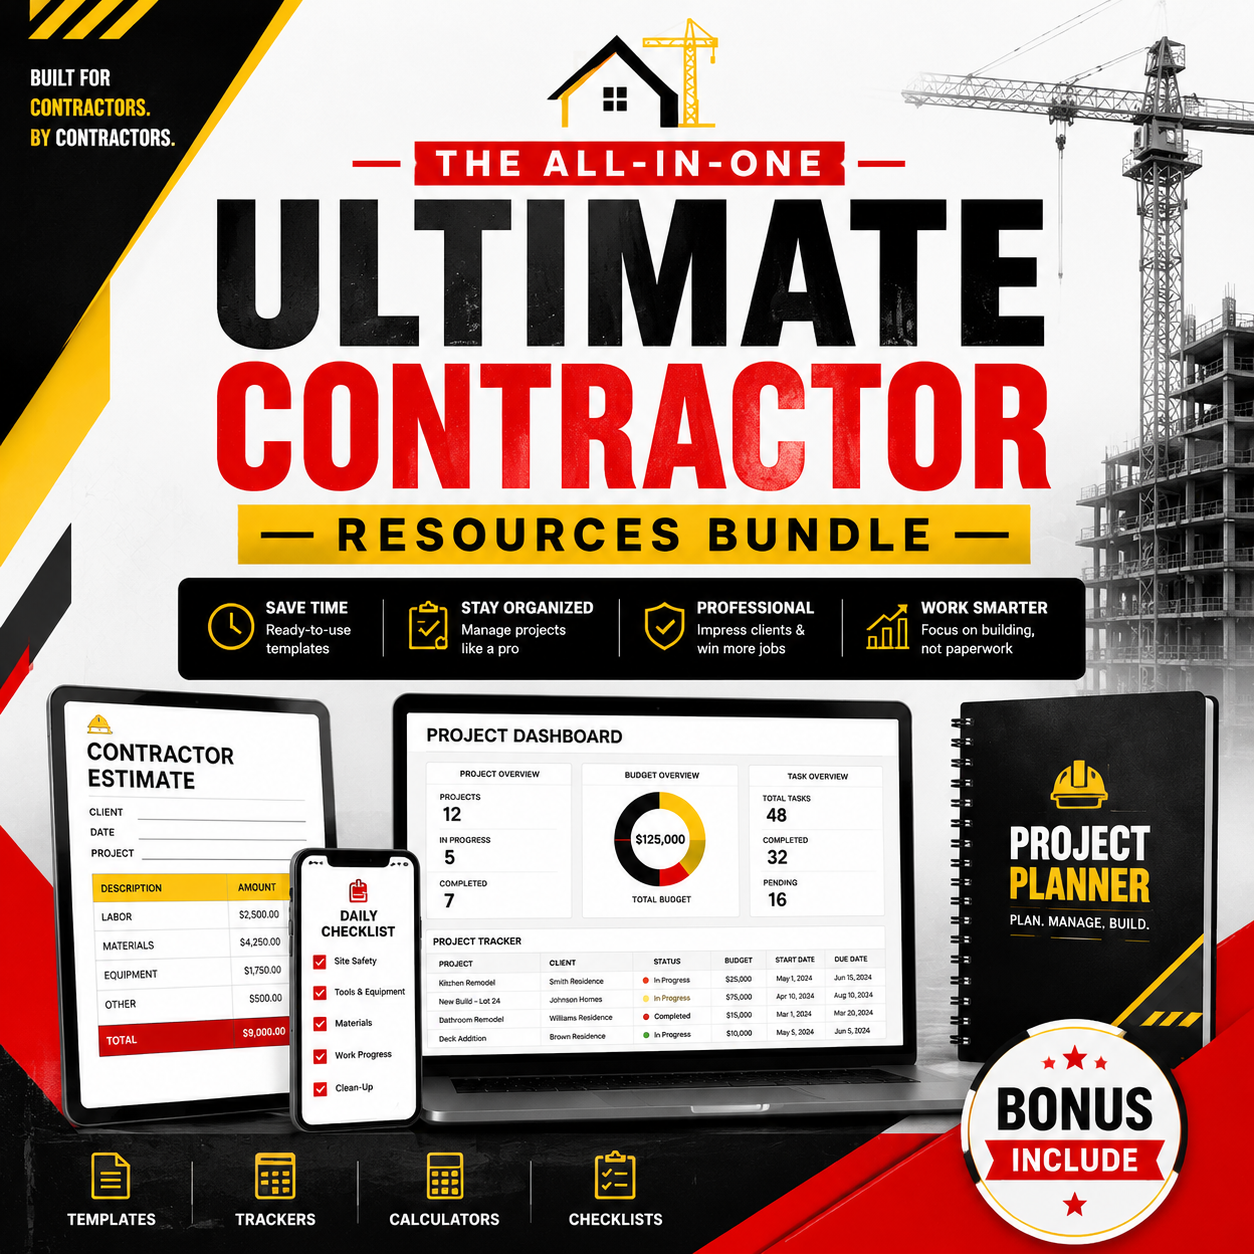 BUILT FOR
CONTRACTORS.
BY CONTRACTORS.
THE ALL-IN-ONE
ULTIMATE
CONTRACTOR
RESOURCES BUNDLE
SAVE TIME
Ready-to-use
templates
STAY ORGANIZED
Manage projects
like a pro
PROFESSIONAL
Impress clients &
win more jobs
WORK SMARTER
Focus on building,
not paperwork
CONTRACTOR
ESTIMATE
CLIENT
DATE
PROJECT
DESCRIPTION AMOUNT
LABOR $2,500.00
MATERIALS $4,250.00
EQUIPMENT $1,750.00
OTHER $500.00
TOTAL $9,000.00
DAILY
CHECKLIST
Site Safety
Tools & Equipment
Materials
Work Progress
Clean-Up
PROJECT DASHBOARD
PROJECT OVERVIEW
PROJECTS
12
IN PROGRESS
5
COMPLETED
7
BUDGET OVERVIEW
$125,000
TOTAL BUDGET
TASK OVERVIEW
TOTAL TASKS
48
COMPLETED
32
PENDING
16
PROJECT TRACKER
PROJECT CLIENT STATUS BUDGET START DATE DUE DATE
Kitchen Remodel Smith Residence In Progress $25,000 May 1, 2024 Jun 15, 2024
New Build - Lot 24 Johnson Homes In Progress $75,000 Apr 10, 2024 Aug 10, 2024
Dathroom Remodel Williams Residence Completed $15,000 Mar 1, 2024 Mar 20, 2024
Deck Addition Brown Residence In Progress $10,000 May 5, 2024 Jun 5, 2024
PROJECT
PLANNER
PLAN. MANAGE, BUILD.
BONUS
INCLUDE
TEMPLATES
TRACKERS
CALCULATORS
CHECKLISTS